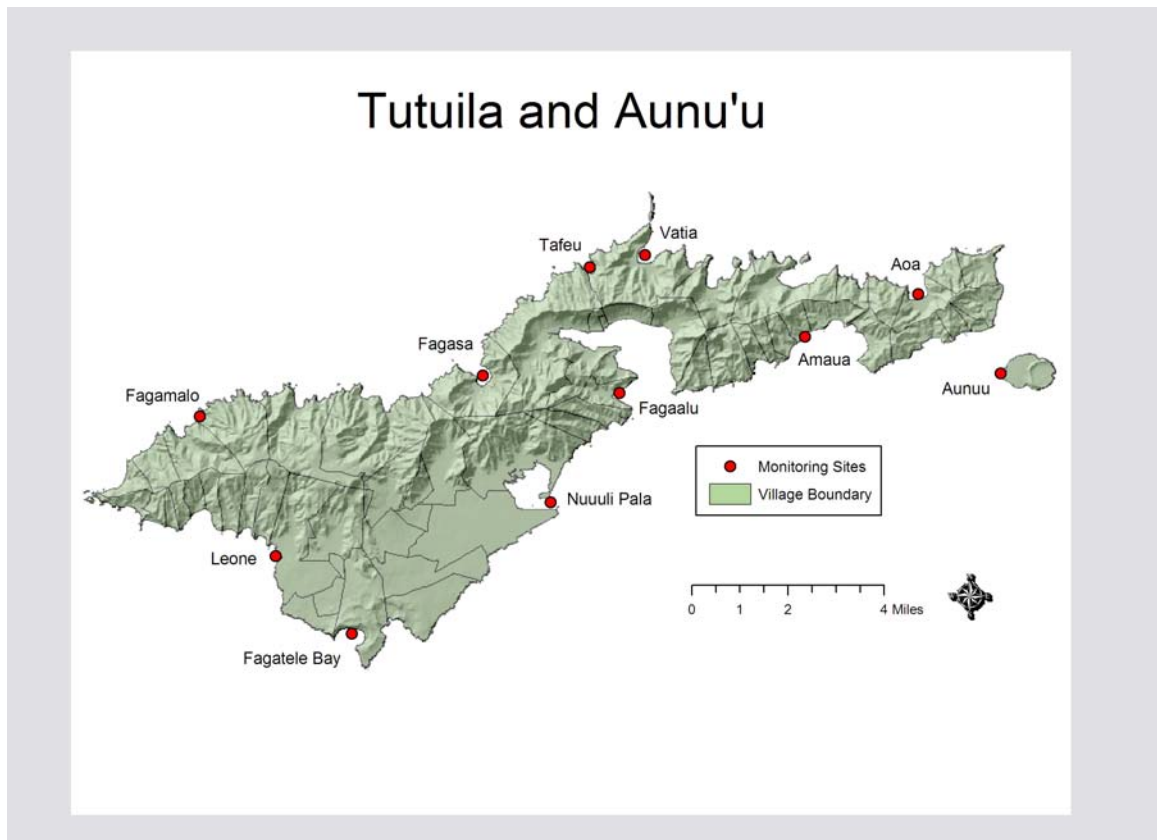 Tutuila and Aunu'u
Vatia
Tafeu
Aoa
Fagasa
Amaua
Aunuu
Fagamalo
Fagaalu
Monitoring Sites
Village Boundary
Nuuuli Pala
Leone
0 1 2 4 Miles
Fagatele Bay